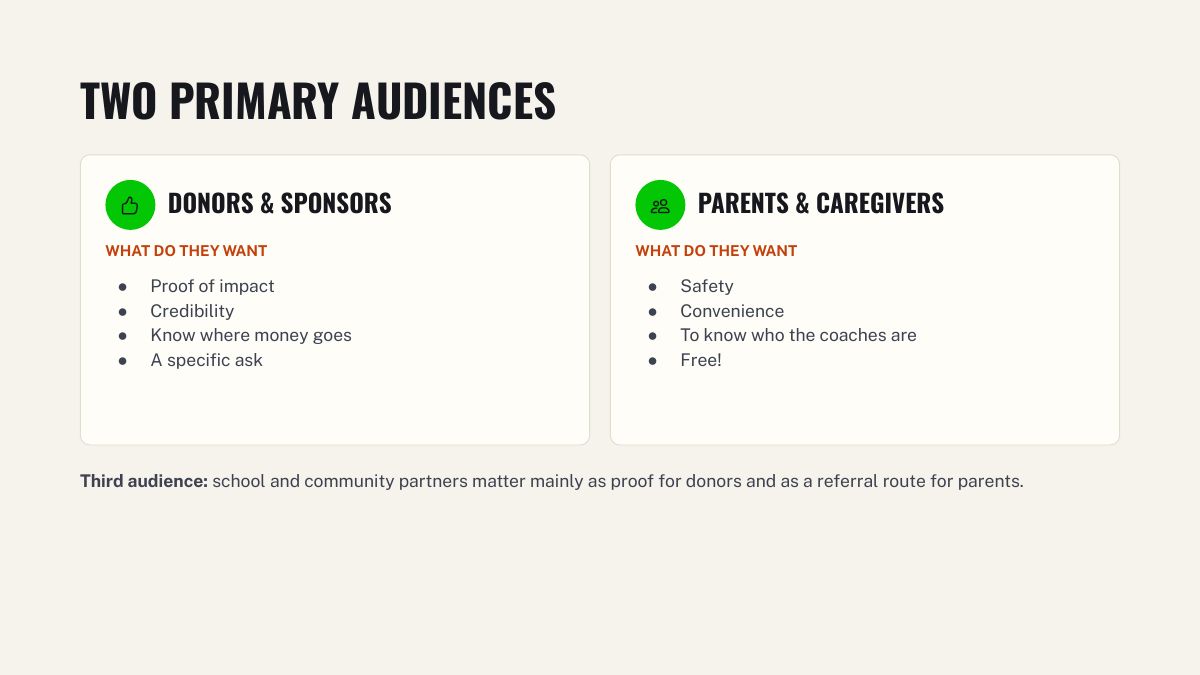 TWO PRIMARY AUDIENCES
DONORS & SPONSORS
WHAT DO THEY WANT
● Proof of impact
● Credibility
● Know where money goes
● A specific ask
PARENTS & CAREGIVERS
WHAT DO THEY WANT
● Safety
● Convenience
● To know who the coaches are
● Free!
Third audience: school and community partners matter mainly as proof for donors and as a referral route for parents.